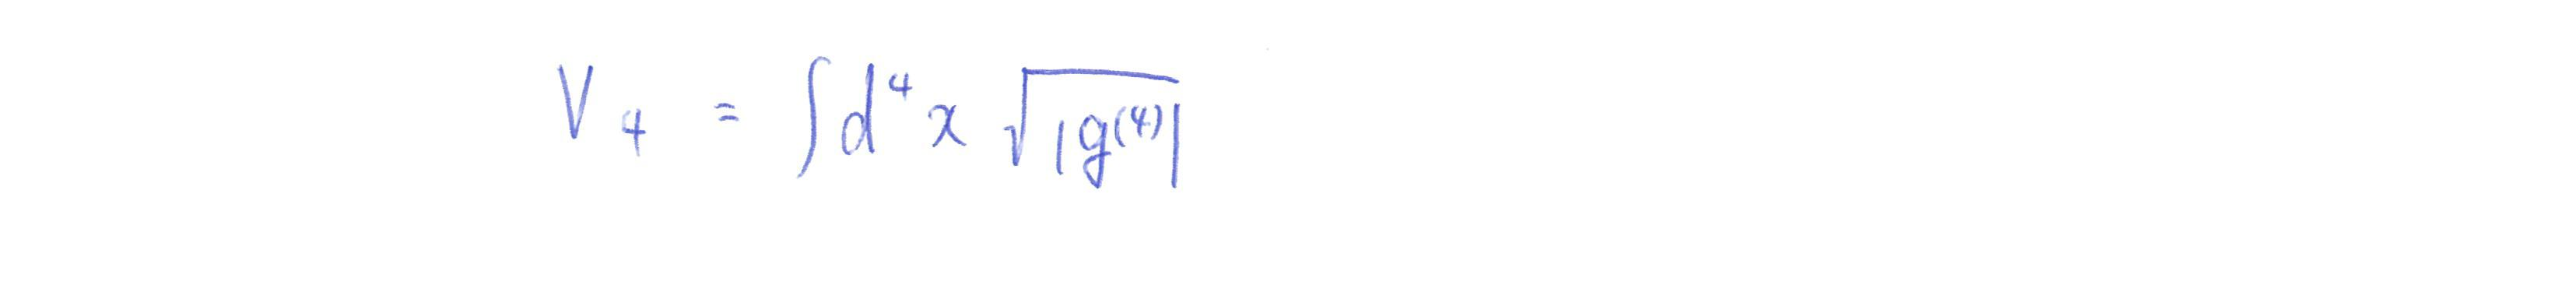 V₄ = ∫d⁴x √|g⁽⁴⁾|